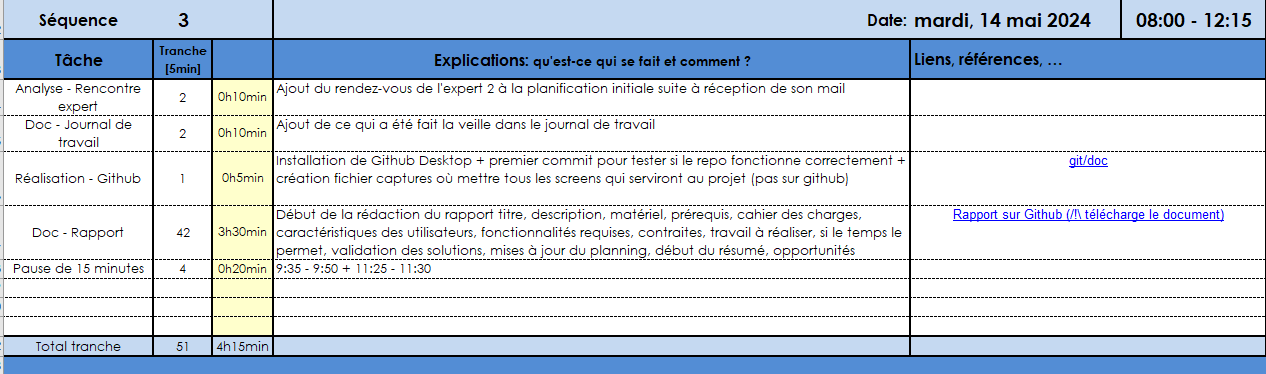 Séquence 3 Date: mardi, 14 mai 2024 08:00 - 12:15
Tâche Tranche [5min] Explications: qu'est-ce qui se fait et comment ? Liens, références, ...
Analyse - Rencontre expert 2 0h10min Ajout du rendez-vous de l'expert 2 à la planification initiale suite à réception de son mail
Doc - Journal de travail 2 0h10min Ajout de ce qui a été fait la veille dans le journal de travail
Réalisation - Github 1 0h5min Installation de Github Desktop + premier commit pour tester si le repo fonctionne correctement +
création fichier captures où mettre tous les screens qui serviront au projet (pas sur github)
git/doc
Doc - Rapport 42 3h30min Début de la rédaction du rapport titre, description, matériel, prérequis, cahier des charges,
caractéristiques des utilisateurs, fonctionnalités requises, contraites, travail à réaliser, si le temps le
permet, validation des solutions, mises à jour du planning, début du résumé, opportunités
Rapport sur Github (/!\ télécharge le document)
Pause de 15 minutes 4 0h20min 9:35 - 9:50 + 11:25 - 11:30
Total tranche 51 4h15min